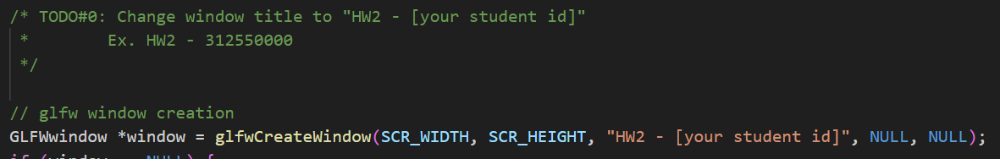 /* TODO#0: Change window title to "HW2 - [your student id]"
 *        Ex. HW2 - 312550000
 */
// glfw window creation
GLFWwindow *window = glfwCreateWindow(SCR_WIDTH, SCR_HEIGHT, "HW2 - [your student id]", NULL, NULL);
if (window == NULL) {